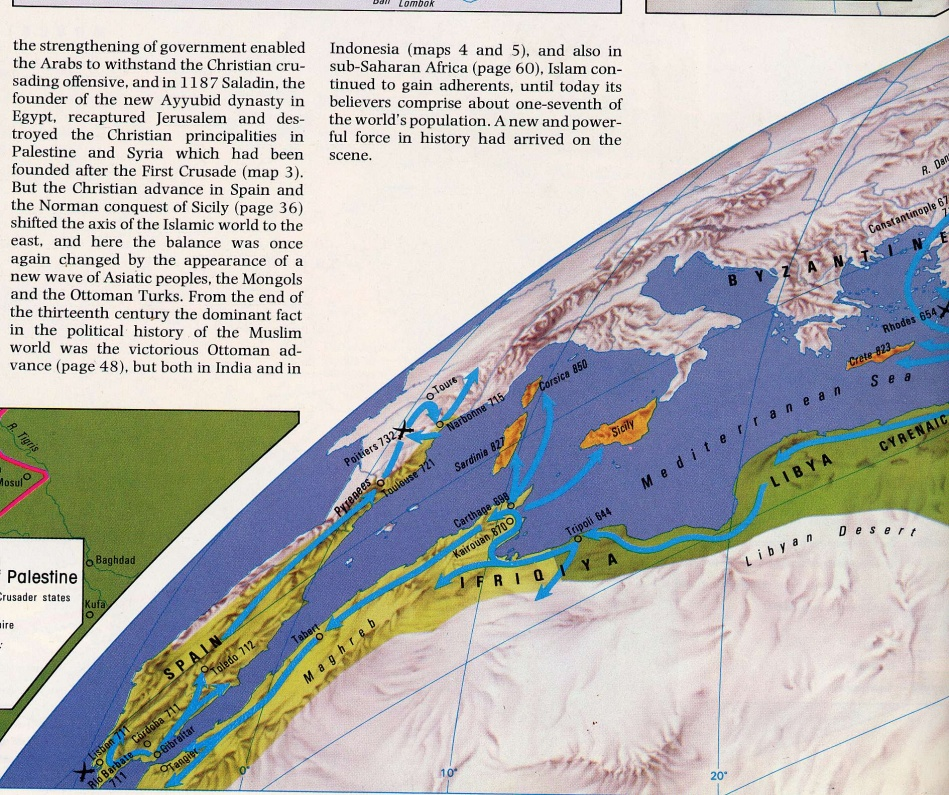 Bali Lombok
the strengthening of government enabled
the Arabs to withstand the Christian cru-
sading offensive, and in 1187 Saladin, the
founder of the new Ayyubid dynasty in
Egypt, recaptured Jerusalem and des-
troyed the Christian principalities in
Palestine and Syria which had been
founded after the First Crusade (map 3).
But the Christian advance in Spain and
the Norman conquest of Sicily (page 36)
shifted the axis of the Islamic world to the
east, and here the balance was once
again changed by the appearance of a
new wave of Asiatic peoples, the Mongols
and the Ottoman Turks. From the end of
the thirteenth century the dominant fact
in the political history of the Muslim
world was the victorious Ottoman ad-
vance (page 48), but both in India and in
Indonesia (maps 4 and 5), and also in
sub-Saharan Africa (page 60), Islam con-
tinued to gain adherents, until today its
believers comprise about one-seventh of
the world's population. A new and power-
ful force in history had arrived on the
scene.
R. Tigris
Mosul
Baghdad
Kufa
Palestine
Crusader states
R. Dan
Constantinople
BYZANTINE
Rhodes 654
Crete 823
Mediterranean Sea
Tours
Poitiers 732
Narbonne 715
Corsica 850
Sardinia 827
Sicily
Pyrenees
Toulouse 721
Carthage 698
Kairouan 670
Tripoli 644
LIBYA
CYRENAIC
Libyan Desert
IFRIQIYA
Tahert
Maghreb
SPAIN
Toledo 712
Córdoba 711
Lisbon 711
Gibraltar
Rio Barbate
711
Tangier
0°
10°
20°